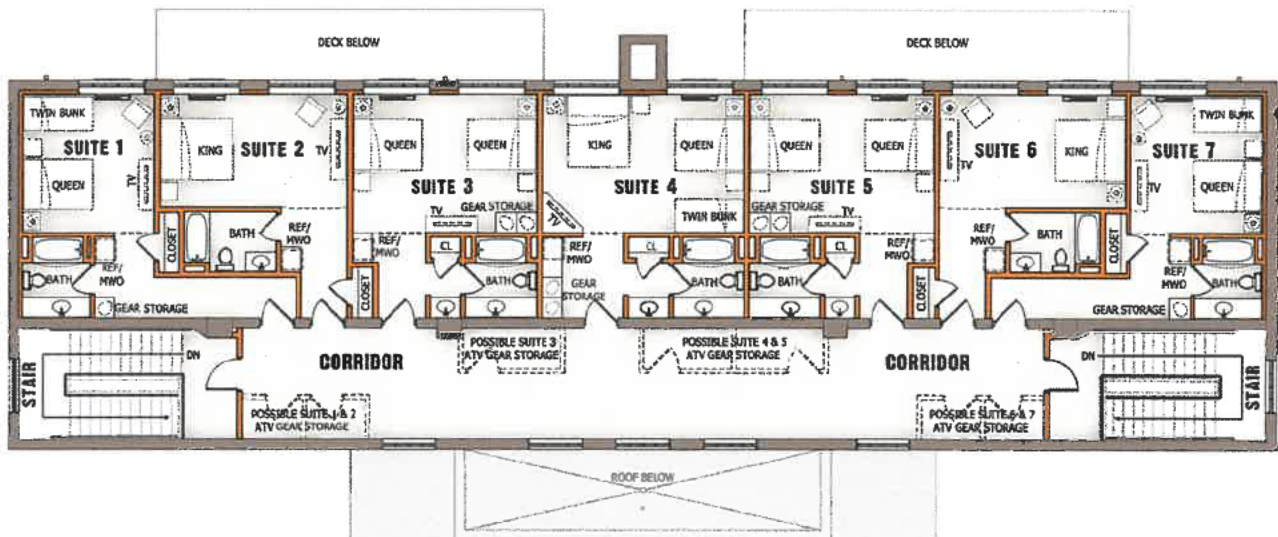 DECK BELOW
DECK BELOW
TWIN BUNK
SUITE 1
QUEEN
TV
KING
SUITE 2
TV
QUEEN
QUEEN
SUITE 3
TV
GEAR STORAGE
KING
QUEEN
SUITE 4
TV
TWIN BUNK
QUEEN
QUEEN
SUITE 5
GEAR STORAGE
TV
TV
SUITE 6
KING
TWIN BUNK
SUITE 7
TV
QUEEN
BATH
REF/
MWO
CLOSET
GEAR STORAGE
BATH
REF/
MWO
CLOSET
REF/
MWO
CL
BATH
REF/
MWO
GEAR
STORAGE
CL
BATH
BATH
CL
REF/
MWO
CLOSET
REF/
MWO
BATH
CLOSET
REF/
MWO
BATH
GEAR STORAGE
STAIR
DN
CORRIDOR
POSSIBLE SUITE 3
ATV GEAR STORAGE
POSSIBLE SUITE 4 & 5
ATV GEAR STORAGE
CORRIDOR
DN
STAIR
POSSIBLE SUITE 1 & 2
ATV GEAR STORAGE
POSSIBLE SUITE 6 & 7
ATV GEAR STORAGE
ROOF BELOW